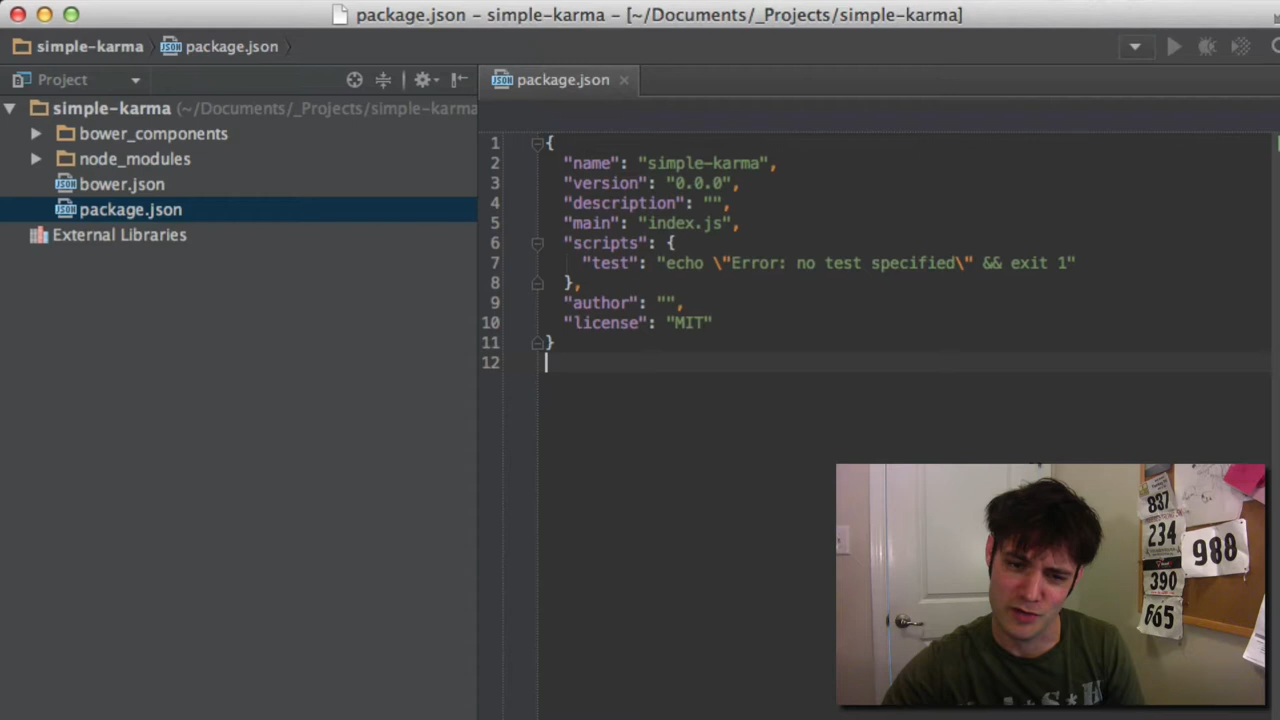 package.json – simple-karma – [~/Documents/_Projects/simple-karma]
simple-karma package.json
Project
package.json
simple-karma (~/Documents/_Projects/simple-karma
bower_components
node_modules
bower.json
package.json
External Libraries
1 {
2 "name": "simple-karma",
3 "version": "0.0.0",
4 "description": "",
5 "main": "index.js",
6 "scripts": {
7 "test": "echo \"Error: no test specified\" && exit 1"
8 },
9 "author": "",
10 "license": "MIT"
11 }
12
837
234
988
390
665